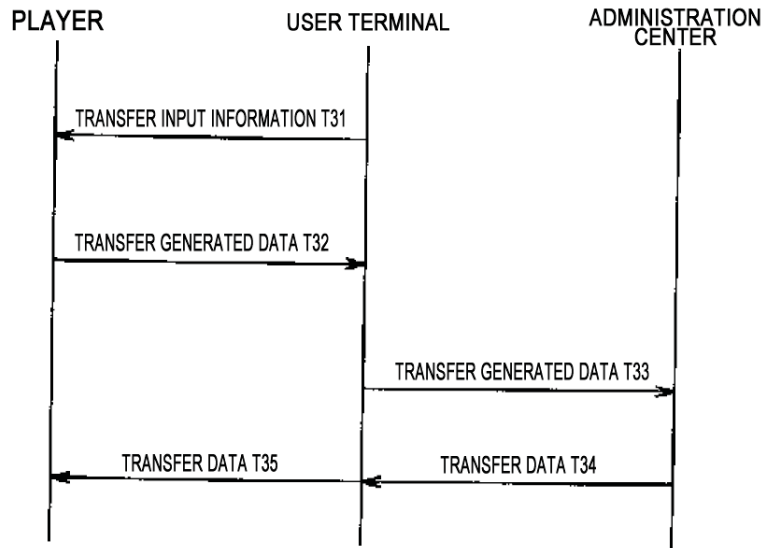 PLAYER
USER TERMINAL
ADMINISTRATION
CENTER
TRANSFER INPUT INFORMATION T31
TRANSFER GENERATED DATA T32
TRANSFER GENERATED DATA T33
TRANSFER DATA T35
TRANSFER DATA T34